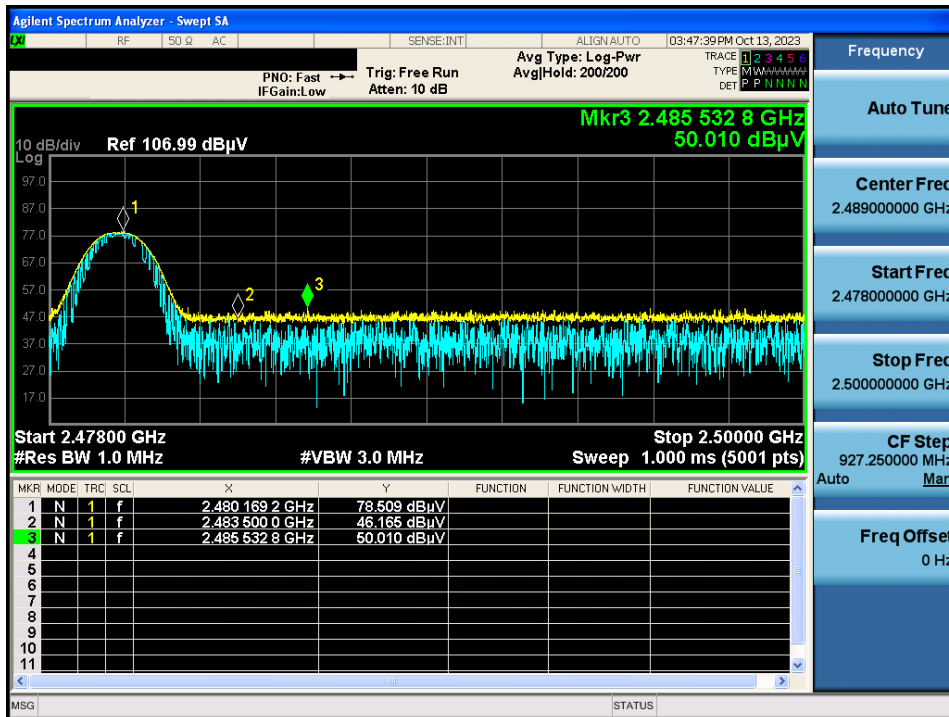 Agilent Spectrum Analyzer - Swept SA
LXI RF 50 Ω AC SENSE:INT ALIGN AUTO 03:47:39 PM Oct 13, 2023
PNO: Fast
IFGain:Low
Trig: Free Run
Atten: 10 dB
Avg Type: Log-Pwr
Avg|Hold: 200/200
TRACE 1 2 3 4 5 6
TYPE M W
DET P P N N N N
Mkr3 2.485 532 8 GHz
50.010 dBµV
10 dB/div Ref 106.99 dBµV
Log
97.0
87.0
77.0
67.0
57.0
47.0
37.0
27.0
17.0
1
2
3
Start 2.47800 GHz Stop 2.50000 GHz
#Res BW 1.0 MHz #VBW 3.0 MHz Sweep 1.000 ms (5001 pts)
MKR MODE TRC SCL X Y FUNCTION FUNCTION WIDTH FUNCTION VALUE
1 N 1 f 2.480 169 2 GHz 78.509 dBµV
2 N 1 f 2.483 500 0 GHz 46.165 dBµV
3 N 1 f 2.485 532 8 GHz 50.010 dBµV
4
5
6
7
8
9
10
11
MSG STATUS
Frequency
Auto Tune
Center Freq
2.489000000 GHz
Start Freq
2.478000000 GHz
Stop Freq
2.500000000 GHz
CF Step
927.250000 MHz
Auto Man
Freq Offset
0 Hz